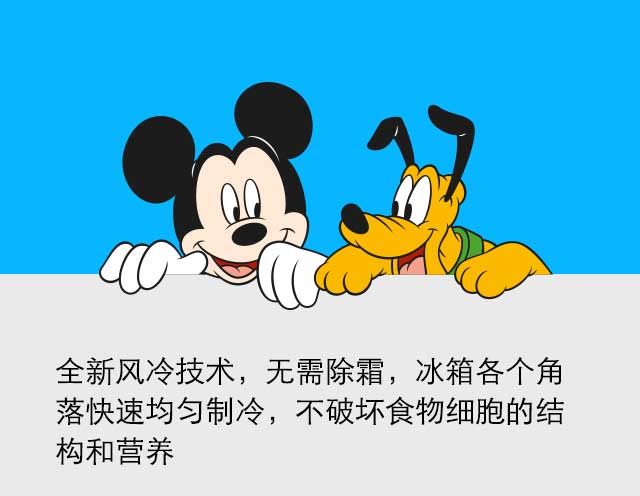 全新风冷技术，无需除霜，冰箱各个角
落快速均匀制冷，不破坏食物细胞的结
构和营养